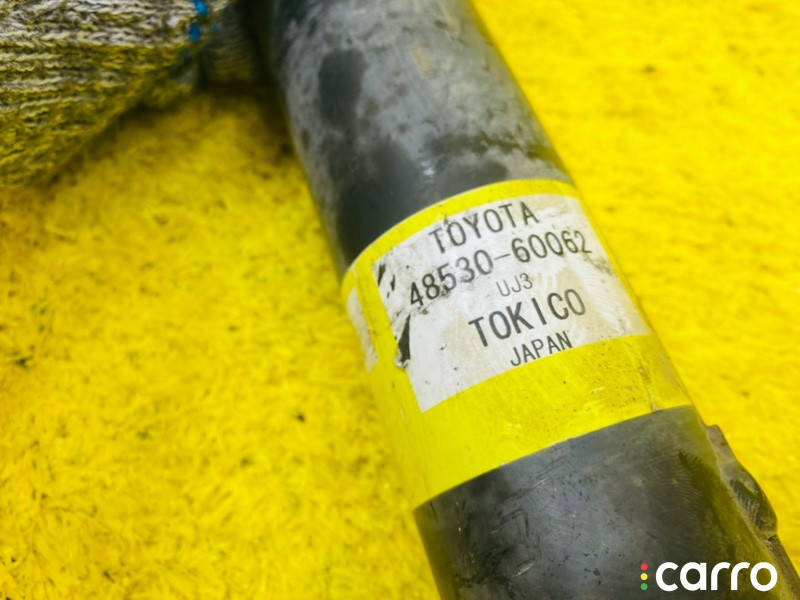 TOYOTA
48530-60062
UJ3
TOKICO
JAPAN
carro